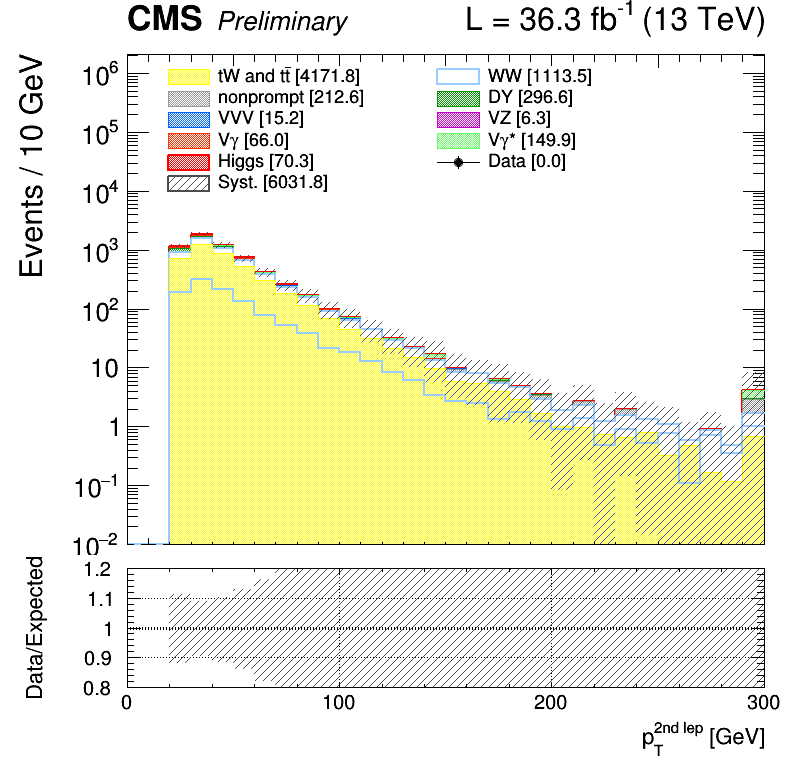 CMS Preliminary L = 36.3 fb⁻¹ (13 TeV)
Events / 10 GeV
tW and tt̄ [4171.8]
nonprompt [212.6]
VVV [15.2]
Vγ [66.0]
Higgs [70.3]
Syst. [6031.8]
WW [1113.5]
DY [296.6]
VZ [6.3]
Vγ* [149.9]
Data [0.0]
10⁶
10⁵
10⁴
10³
10²
10
1
10⁻¹
10⁻²
Data/Expected
1.2
1.1
1
0.9
0.8
0 100 200 300
p_T^{2nd lep} [GeV]